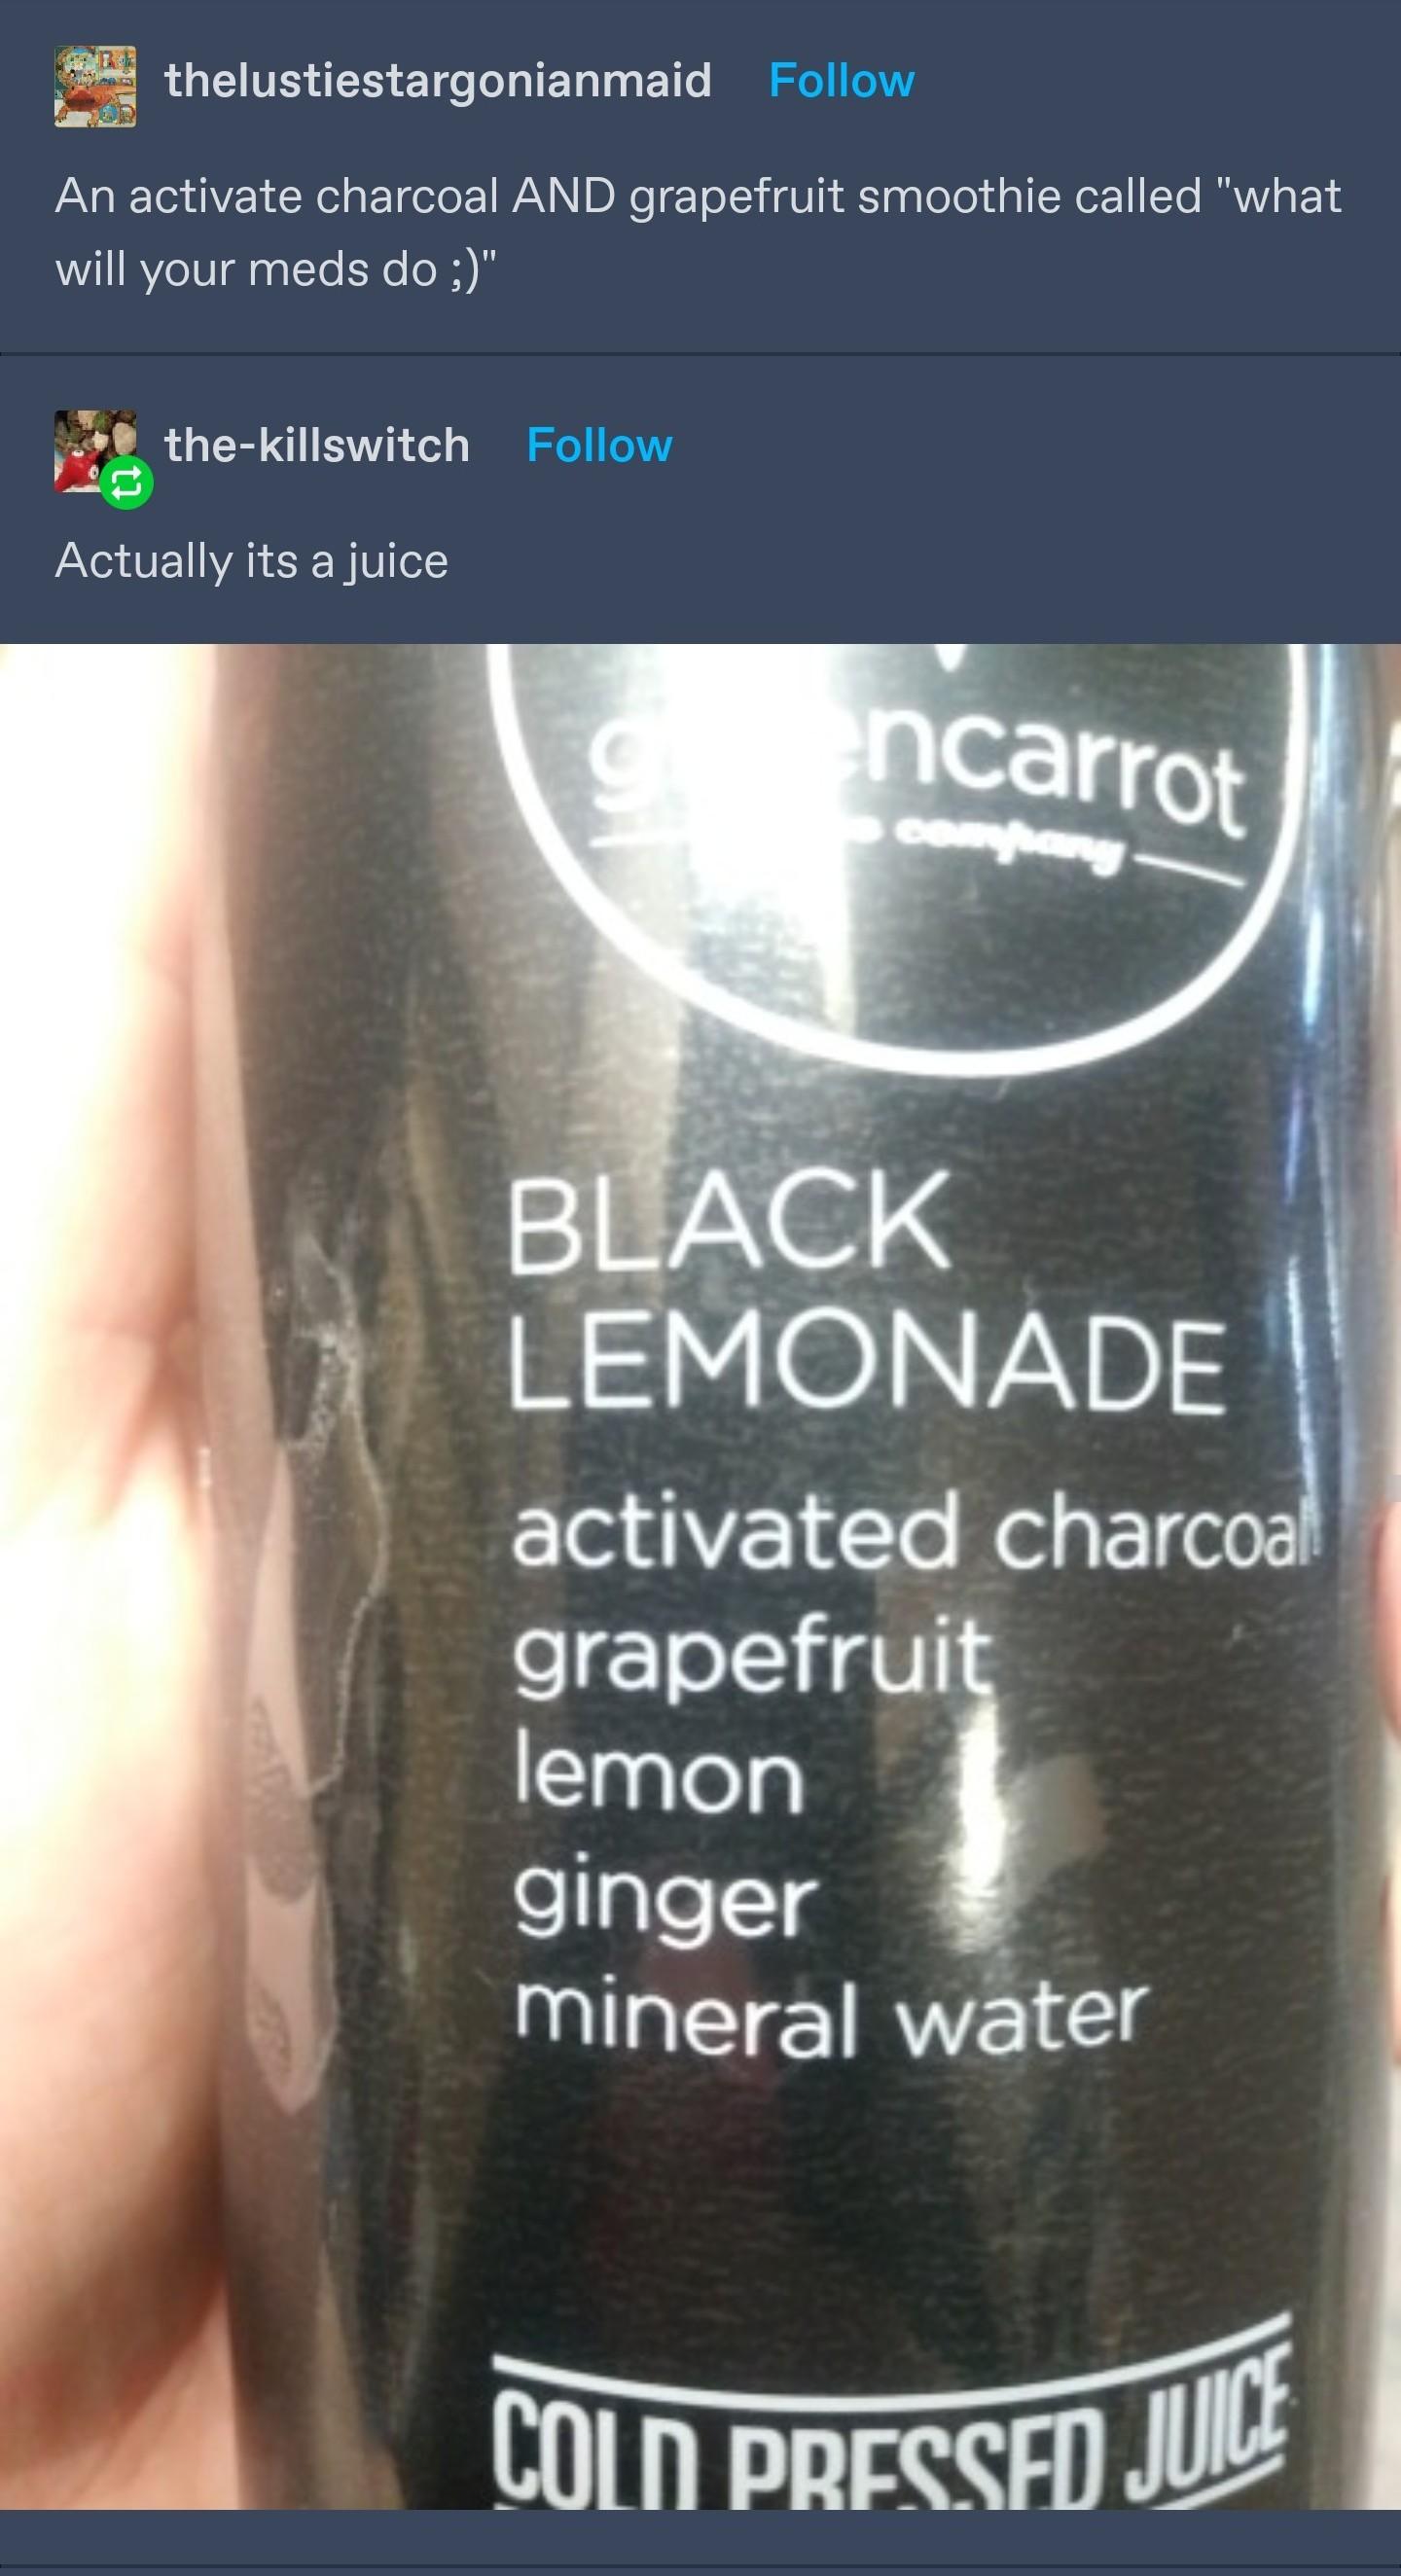 thelustiestargonianmaid Follow
An activate charcoal AND grapefruit smoothie called "what
will your meds do ;)"
the-killswitch Follow
Actually its a juice
company
BLACK
LEMONADE
activated charcoal
grapefruit
lemon
ginger
mineral water
COLD PRESSED JUICE